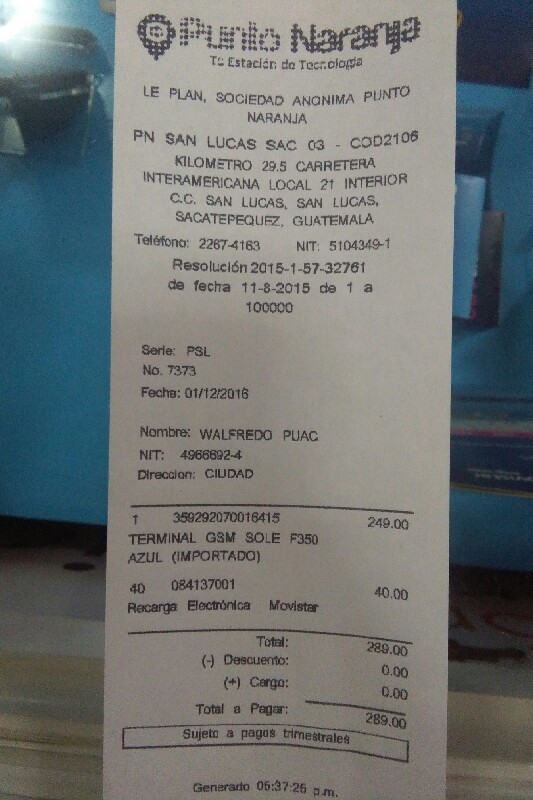 Punto Naranja
Tu Estación de Tecnología
LE PLAN, SOCIEDAD ANONIMA PUNTO
NARANJA
PN SAN LUCAS SAC 03 - COD2106
KILOMETRO 29.5 CARRETERA
INTERAMERICANA LOCAL 21 INTERIOR
C.C. SAN LUCAS, SAN LUCAS,
SACATEPEQUEZ, GUATEMALA
Teléfono: 2267-4163 NIT: 5104349-1
Resolución 2015-1-57-32761
de fecha 11-8-2015 de 1 a
100000
Serie: PSL
No. 7373
Fecha: 01/12/2016
Nombre: WALFREDO PUAC
NIT: 4966692-4
Direccion: CIUDAD
1 359292070016415 249.00
TERMINAL GSM SOLE F350
AZUL (IMPORTADO)
40 084137001 40.00
Recarga Electrónica Movistar
Total: 289.00
(-) Descuento: 0.00
(+) Cargo: 0.00
Total a Pagar: 289.00
Sujeto a pagos trimestrales
Generado 05:37:26 p.m.